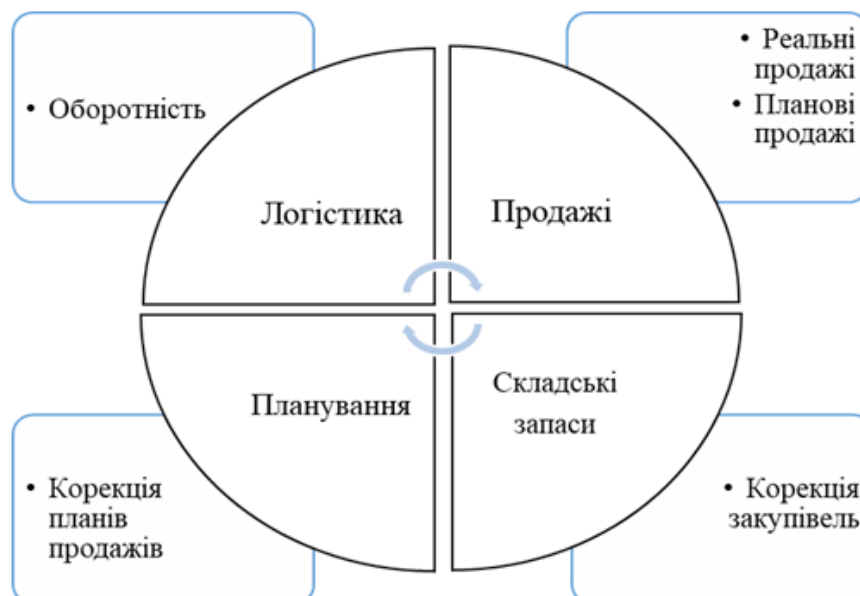 • Оборотність
• Реальні
продажі
• Планові
продажі
Логістика
Продажі
Планування
Складські
запаси
• Корекція
планів
продажів
• Корекція
закупівель